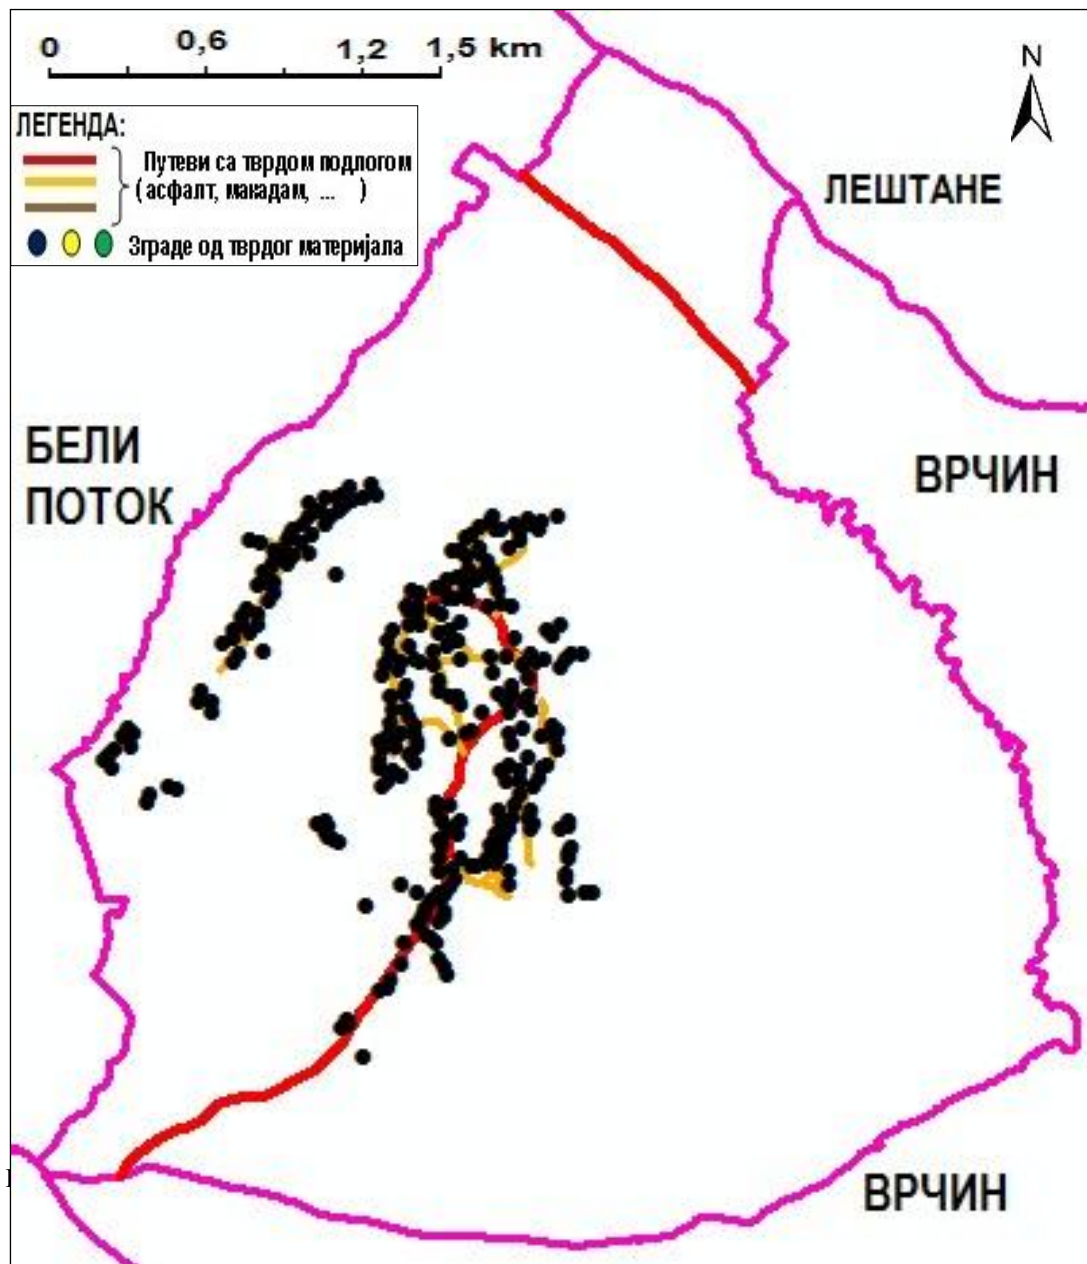 0 0,6 1,2 1,5 km
N
ЛЕГЕНДА:
Путеви са тврдом подлогом
( асфалт, макадам, ... )
Зграде од тврдог материјала
ЛЕШТАНЕ
БЕЛИ
ПОТОК
ВРЧИН
ВРЧИН